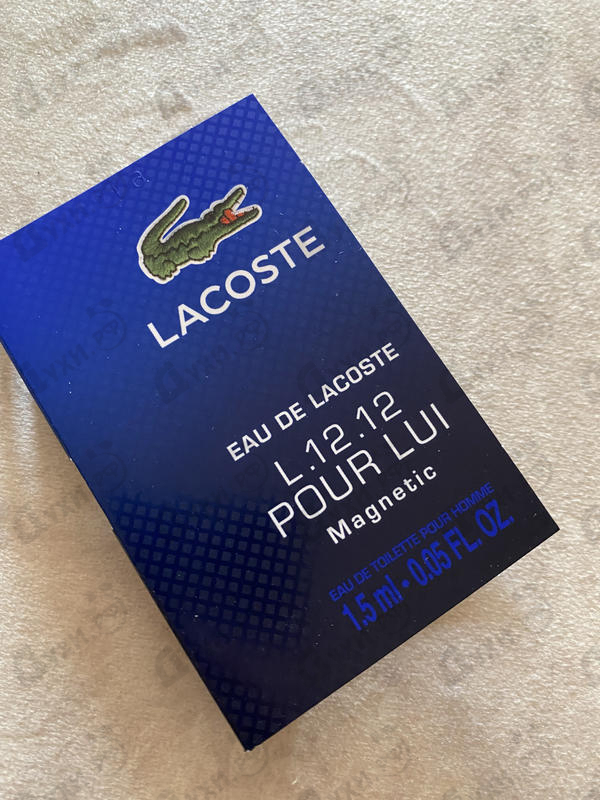 LACOSTE
EAU DE LACOSTE
L.12.12
POUR LUI
Magnetic
EAU DE TOILETTE POUR HOMME
1.5 ml • 0.05 FL. OZ.